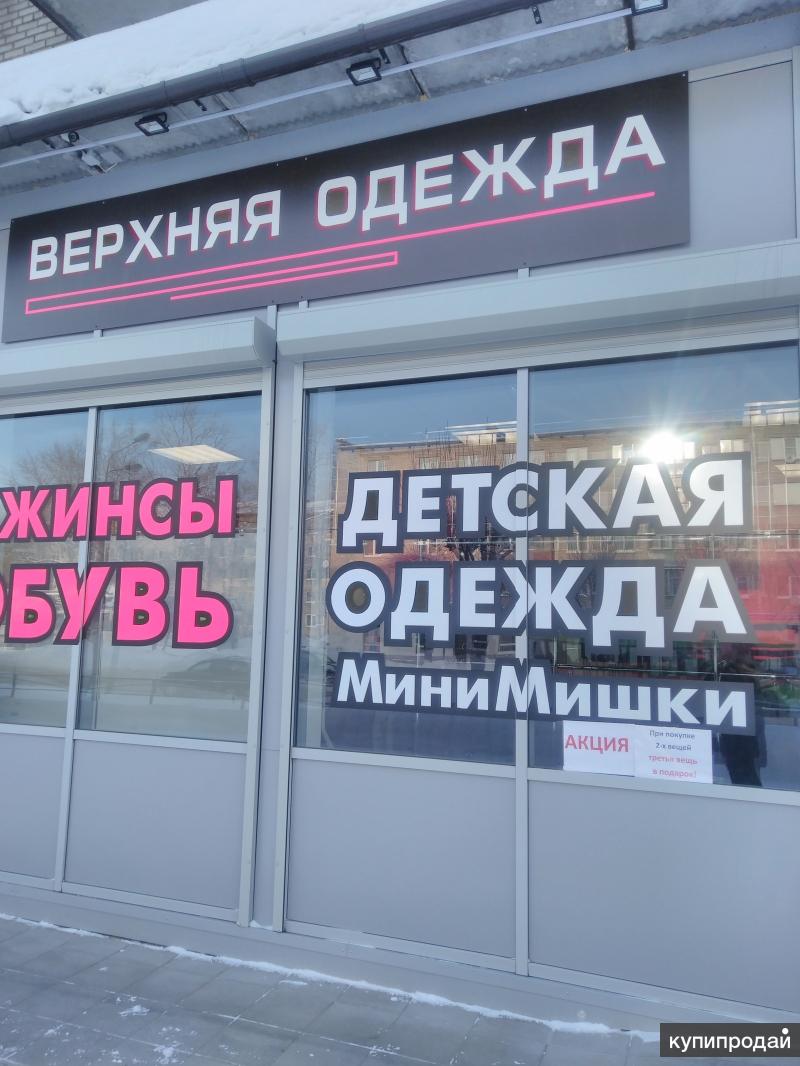 ВЕРХНЯЯ ОДЕЖДА
ЖИНСЫ
ОБУВЬ
ДЕТСКАЯ
ОДЕЖДА
МиниМишки
АКЦИЯ
При покупке
2-х вещей
третья вещь
в подарок!
купипродай